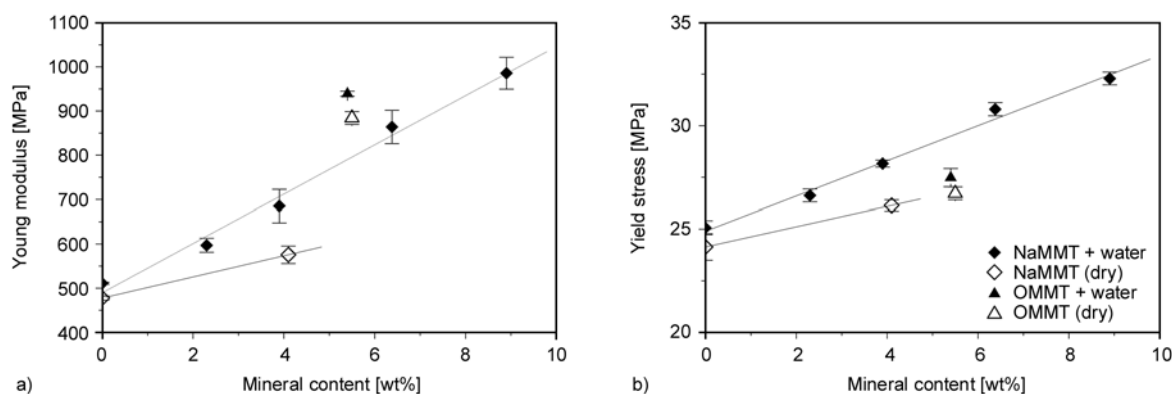 1100
1000
900
800
700
600
500
400
Young modulus [MPa]
0 2 4 6 8 10
Mineral content [wt%]
a)
35
30
25
20
Yield stress [MPa]
NaMMT + water
NaMMT (dry)
OMMT + water
OMMT (dry)
0 2 4 6 8 10
Mineral content [wt%]
b)